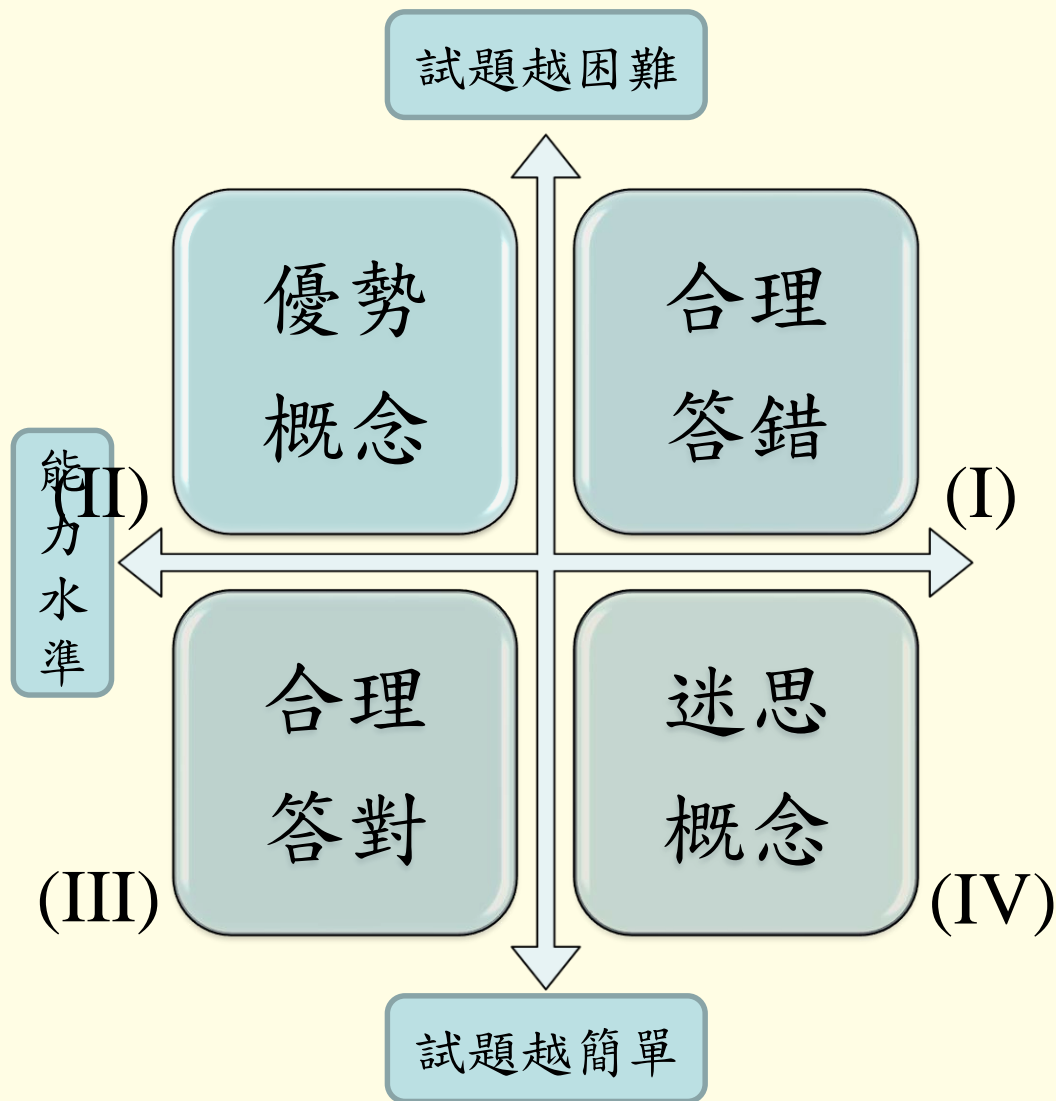 試題越困難
優勢
概念
合理
答錯
能
力
水
準
(II)
(I)
合理
答對
迷思
概念
(III)
(IV)
試題越簡單